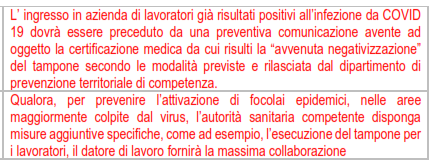 L’ ingresso in azienda di lavoratori già risultati positivi all’infezione da COVID
19 dovrà essere preceduto da una preventiva comunicazione avente ad
oggetto la certificazione medica da cui risulti la “avvenuta negativizzazione”
del tampone secondo le modalità previste e rilasciata dal dipartimento di
prevenzione territoriale di competenza.
Qualora, per prevenire l’attivazione di focolai epidemici, nelle aree
maggiormente colpite dal virus, l’autorità sanitaria competente disponga
misure aggiuntive specifiche, come ad esempio, l’esecuzione del tampone per
i lavoratori, il datore di lavoro fornirà la massima collaborazione